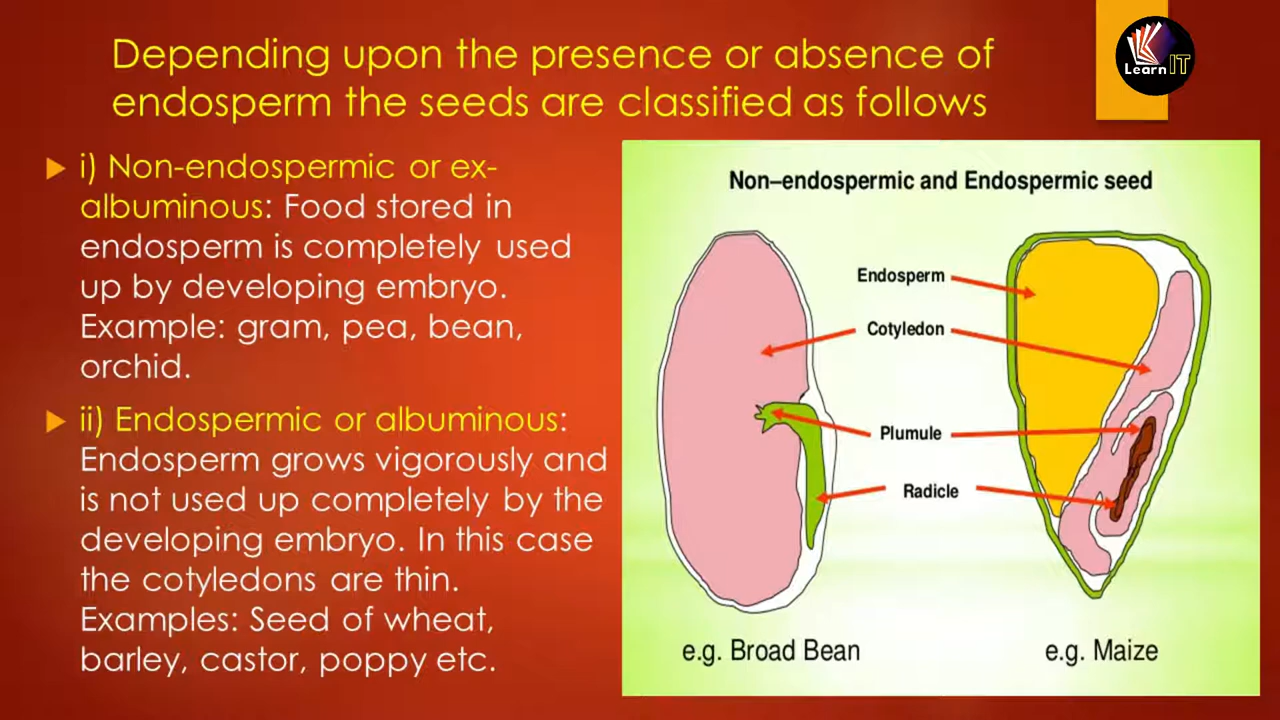 Depending upon the presence or absence of
endosperm the seeds are classified as follows
Learn IT
i) Non-endospermic or ex-
albuminous: Food stored in
endosperm is completely used
up by developing embryo.
Example: gram, pea, bean,
orchid.
ii) Endospermic or albuminous:
Endosperm grows vigorously and
is not used up completely by the
developing embryo. In this case
the cotyledons are thin.
Examples: Seed of wheat,
barley, castor, poppy etc.
Non–endospermic and Endospermic seed
Endosperm
Cotyledon
Plumule
Radicle
e.g. Broad Bean
e.g. Maize